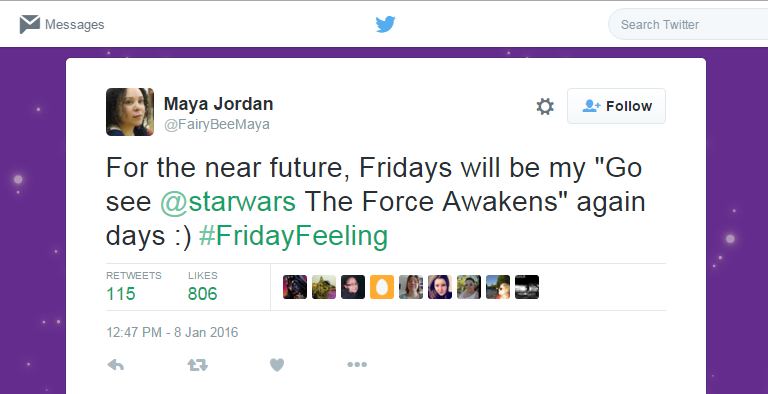 Messages
Search Twitter
Maya Jordan
@FairyBeeMaya
Follow
For the near future, Fridays will be my "Go
see @starwars The Force Awakens" again
days :) #FridayFeeling
RETWEETS LIKES
115 806
12:47 PM - 8 Jan 2016